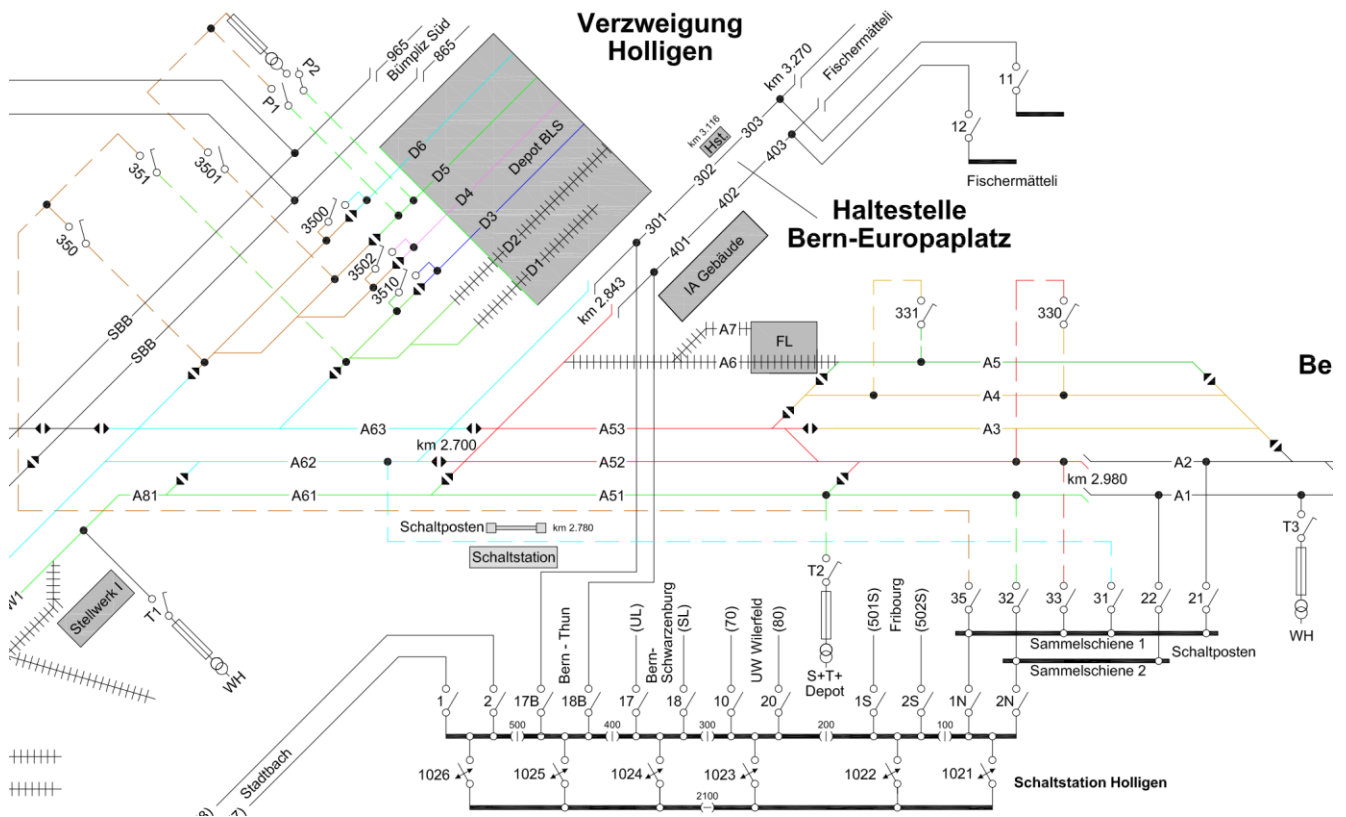 Verzweigung
Holligen
965
Bümpliz Süd
865
P2
P1
km 3.270
Fischermätteli
11
12
Fischermätteli
km 3.116
Hst.
303
403
302
402
301
401
Haltestelle
Bern-Europaplatz
IA Gebäude
D6
D5
Depot BLS
D4
D3
D2
D1
351
3501
350
3500
3502
3510
SBB
SBB
km 2.843
A7
A6
FL
331
330
A5
A4
A3
Be
A63
A53
km 2.700
A62
A52
A2
km 2.980
A81
A61
A51
A1
Schaltposten
km 2.780
Schaltstation
T3
WH
T2
S+T+
Depot
W1
Stellwerk I
T1
WH
35
32
33
31
22
21
Sammelschiene 1
Schaltposten
Sammelschiene 2
Bern - Thun
(UL)
Bern-
Schwarzenburg
(SL)
(70)
UW Wilerfeld
(80)
(501S)
Fribourg
(502S)
1
2
17B
18B
17
18
10
20
1S
2S
1N
2N
500
400
300
200
100
1026
1025
1024
1023
1022
1021
2100
Schaltstation Holligen
Stadtbach